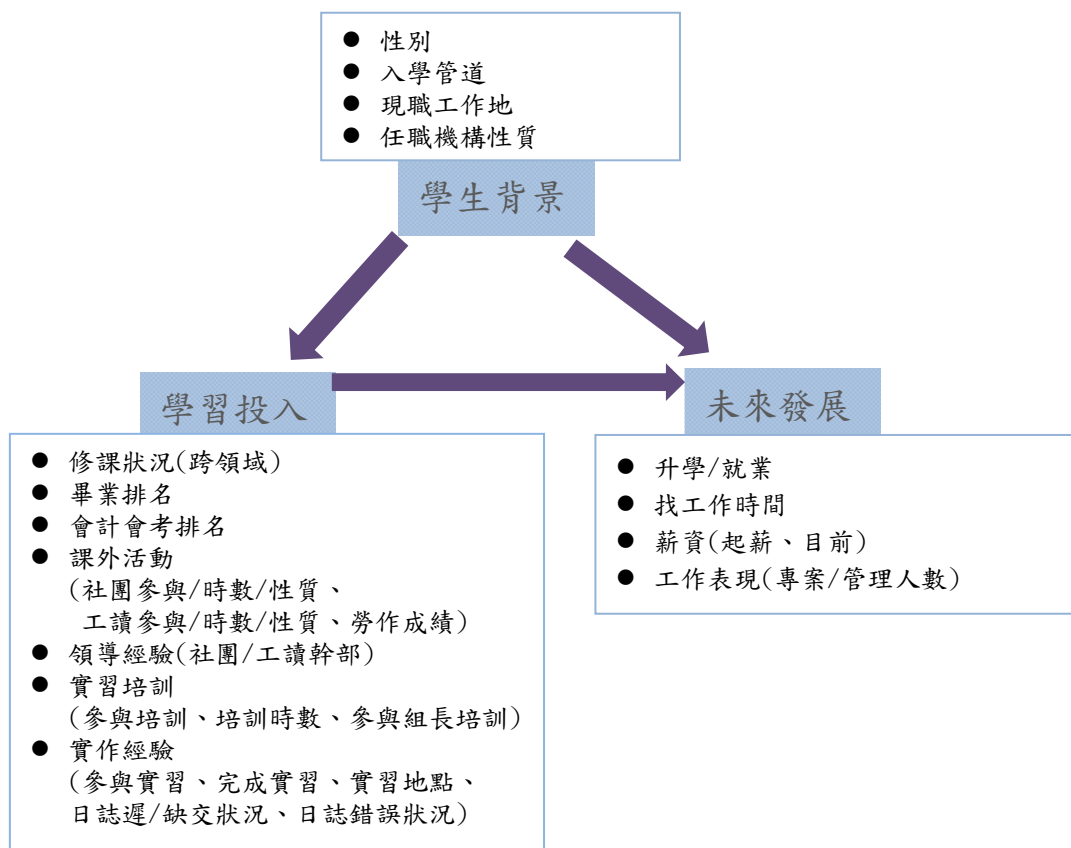 ● 性別
● 入學管道
● 現職工作地
● 任職機構性質
學生背景
學習投入
● 修課狀況(跨領域)
● 畢業排名
● 會計會考排名
● 課外活動
(社團參與/時數/性質、
工讀參與/時數/性質、勞作成績)
● 領導經驗(社團/工讀幹部)
● 實習培訓
(參與培訓、培訓時數、參與組長培訓)
● 實作經驗
(參與實習、完成實習、實習地點、
日誌遲/缺交狀況、日誌錯誤狀況)
未來發展
● 升學/就業
● 找工作時間
● 薪資(起薪、目前)
● 工作表現(專案/管理人數)